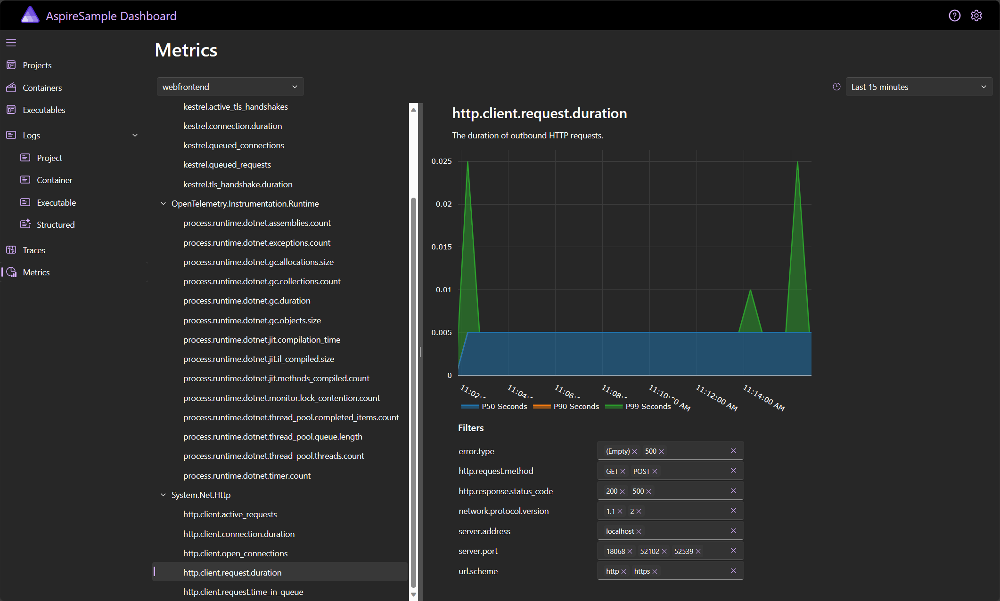 AspireSample Dashboard
Metrics
Projects
Containers
Executables
Logs
Project
Container
Executable
Structured
Traces
Metrics
webfrontend
Last 15 minutes
kestrel.active_tls_handshakes
kestrel.connection.duration
kestrel.queued_connections
kestrel.queued_requests
kestrel.tls_handshake.duration
OpenTelemetry.Instrumentation.Runtime
process.runtime.dotnet.assemblies.count
process.runtime.dotnet.exceptions.count
process.runtime.dotnet.gc.allocations.size
process.runtime.dotnet.gc.collections.count
process.runtime.dotnet.gc.duration
process.runtime.dotnet.gc.objects.size
process.runtime.dotnet.jit.compilation_time
process.runtime.dotnet.jit.il_compiled.size
process.runtime.dotnet.jit.methods_compiled.count
process.runtime.dotnet.monitor.lock_contention.count
process.runtime.dotnet.thread_pool.completed_items.count
process.runtime.dotnet.thread_pool.queue.length
process.runtime.dotnet.thread_pool.threads.count
process.runtime.dotnet.timer.count
System.Net.Http
http.client.active_requests
http.client.connection.duration
http.client.open_connections
http.client.request.duration
http.client.request.time_in_queue
http.client.request.duration
The duration of outbound HTTP requests.
0.025
0.02
0.015
0.01
0.005
0
11:02: 11:04: 11:06: 11:08: 11:10: 0 AM 11:12:00 AM 11:14:00 AM
P50 Seconds P90 Seconds P99 Seconds
Filters
error.type (Empty) 500
http.request.method GET POST
http.response.status_code 200 500
network.protocol.version 1.1 2
server.address localhost
server.port 18068 52102 52539
url.scheme http https